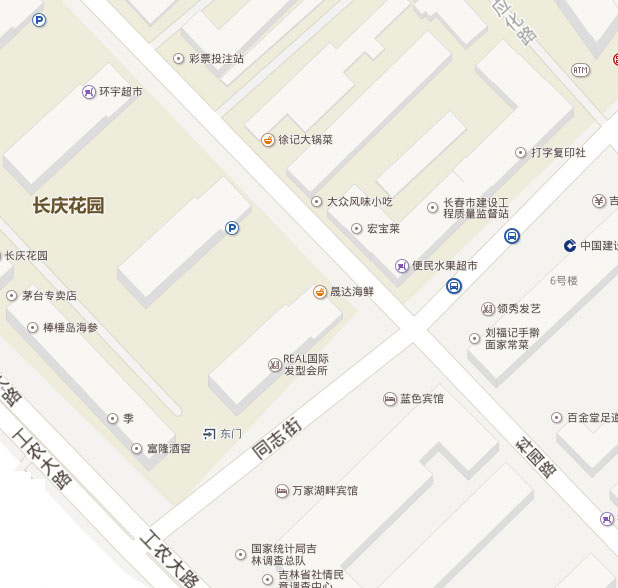 应化路
P
彩票投注站
ATM
环宇超市
徐记大锅菜
打字复印社
长庆花园
大众风味小吃
长春市建设工
程质量监督站
吉
宏宝莱
P
中国建设
长庆花园
便民水果超市
6号楼
茅台专卖店
晟达海鲜
领秀发艺
棒棰岛海参
刘福记手擀
面家常菜
REAL国际
发型会所
蓝色宾馆
季
东门
同志街
百金堂足道
富隆酒窖
工农大路
科园路
万家湖畔宾馆
工农大路
国家统计局吉
林调查总队
吉林省社情民
意调查中心